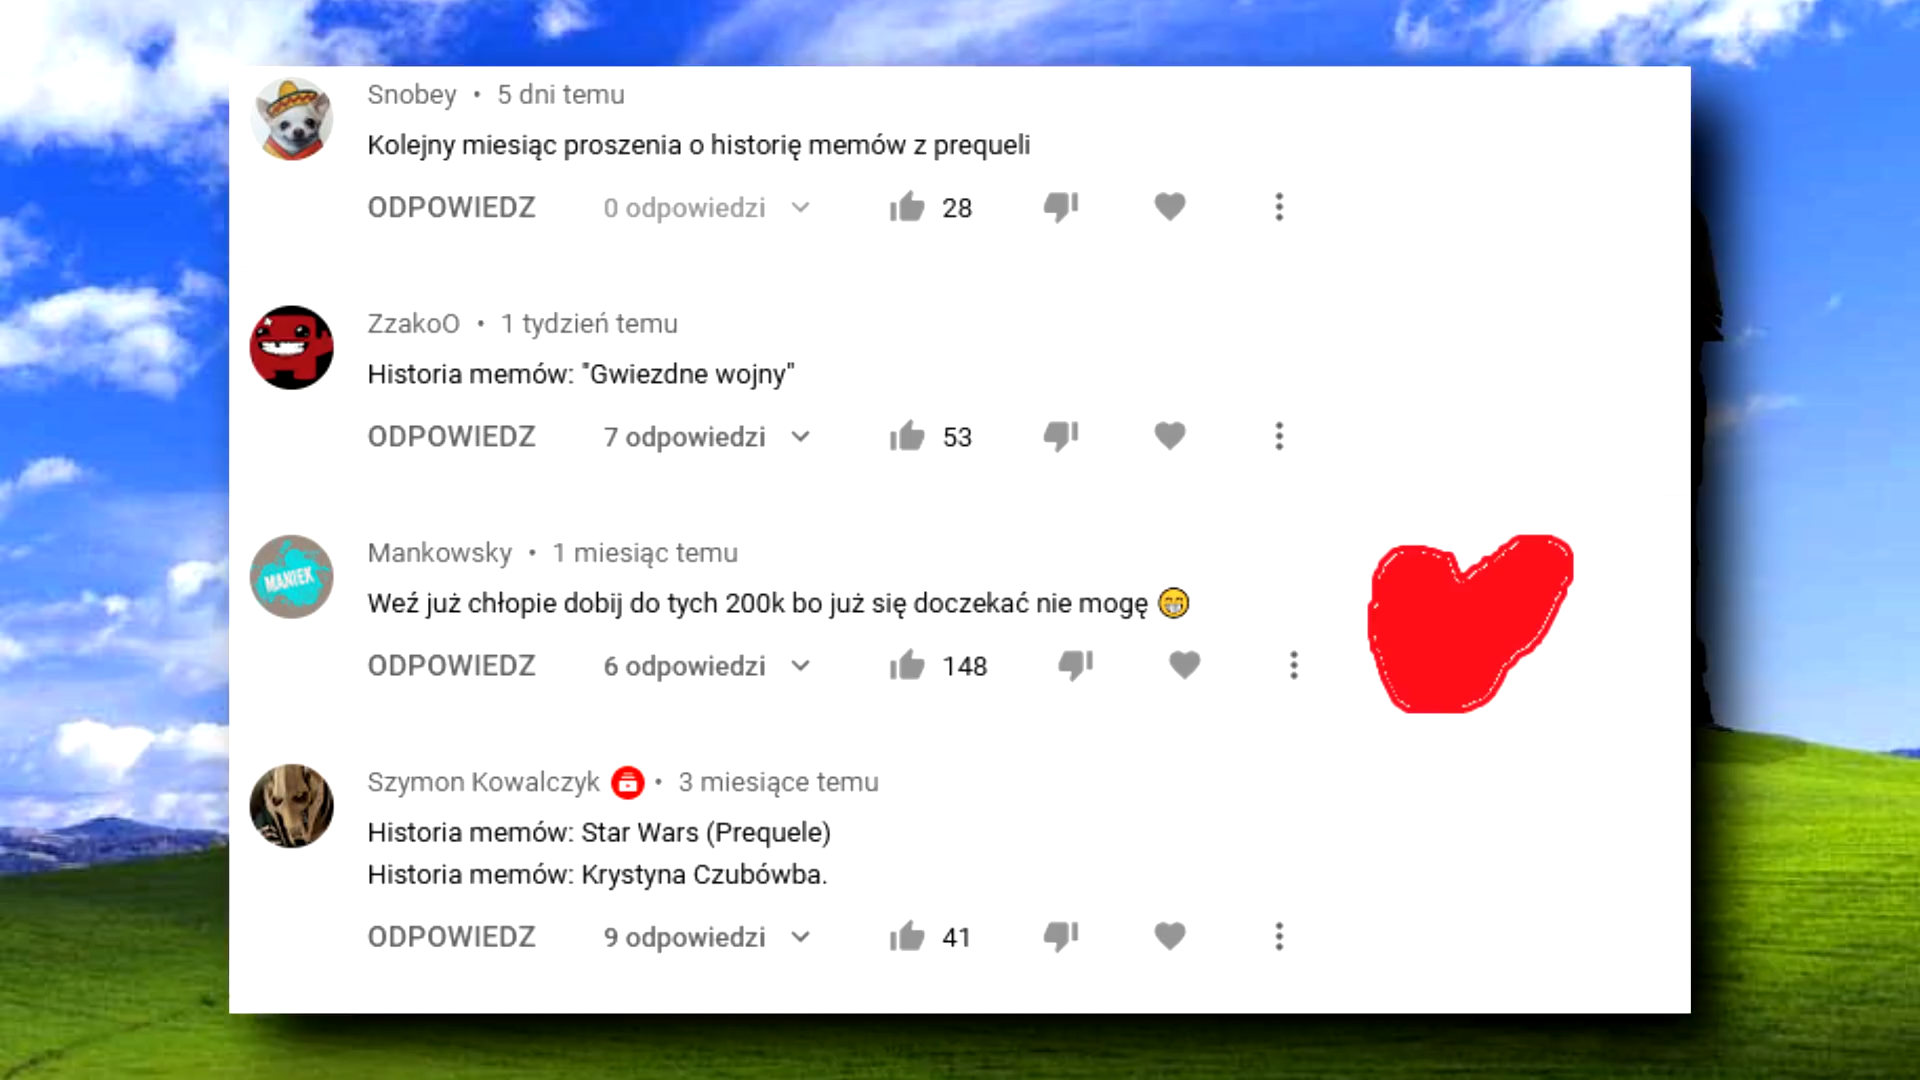 Snobey • 5 dni temu
Kolejny miesiąc proszenia o historię memów z prequeli
ODPOWIEDZ 0 odpowiedzi 28
ZzakoO • 1 tydzień temu
Historia memów: "Gwiezdne wojny"
ODPOWIEDZ 7 odpowiedzi 53
MANIEK
Mankowsky • 1 miesiąc temu
Weź już chłopie dobij do tych 200k bo już się doczekać nie mogę 😁
ODPOWIEDZ 6 odpowiedzi 148
Szymon Kowalczyk • 3 miesiące temu
Historia memów: Star Wars (Prequele)
Historia memów: Krystyna Czubówba.
ODPOWIEDZ 9 odpowiedzi 41